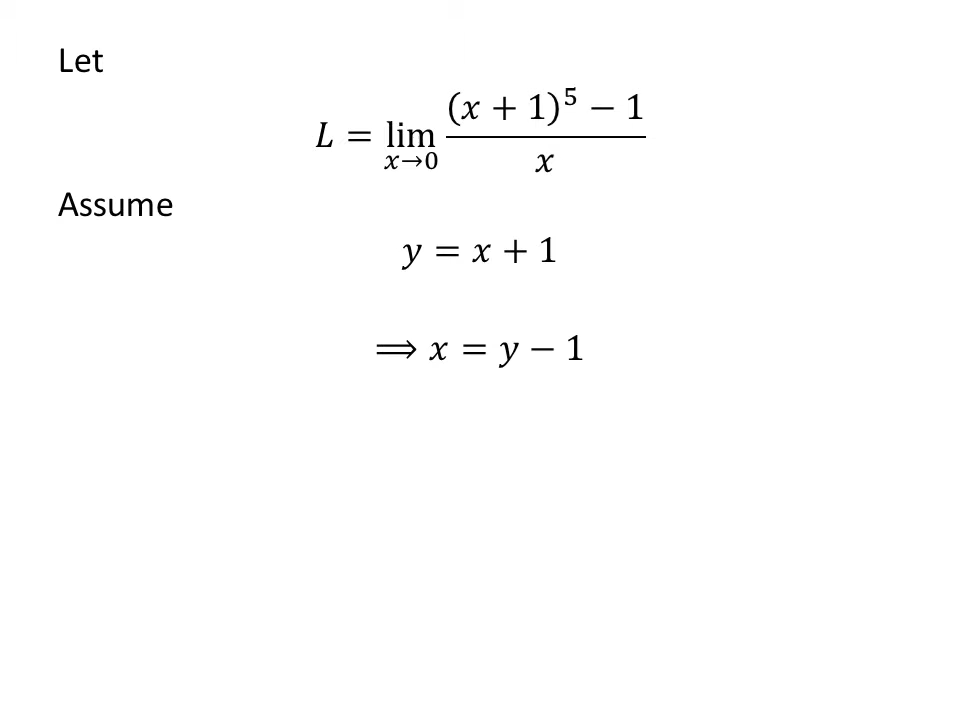 Let
𝐿 = lim_{𝑥→0} ((𝑥 + 1)^5 − 1)/𝑥
Assume
𝑦 = 𝑥 + 1
⟹ 𝑥 = 𝑦 − 1